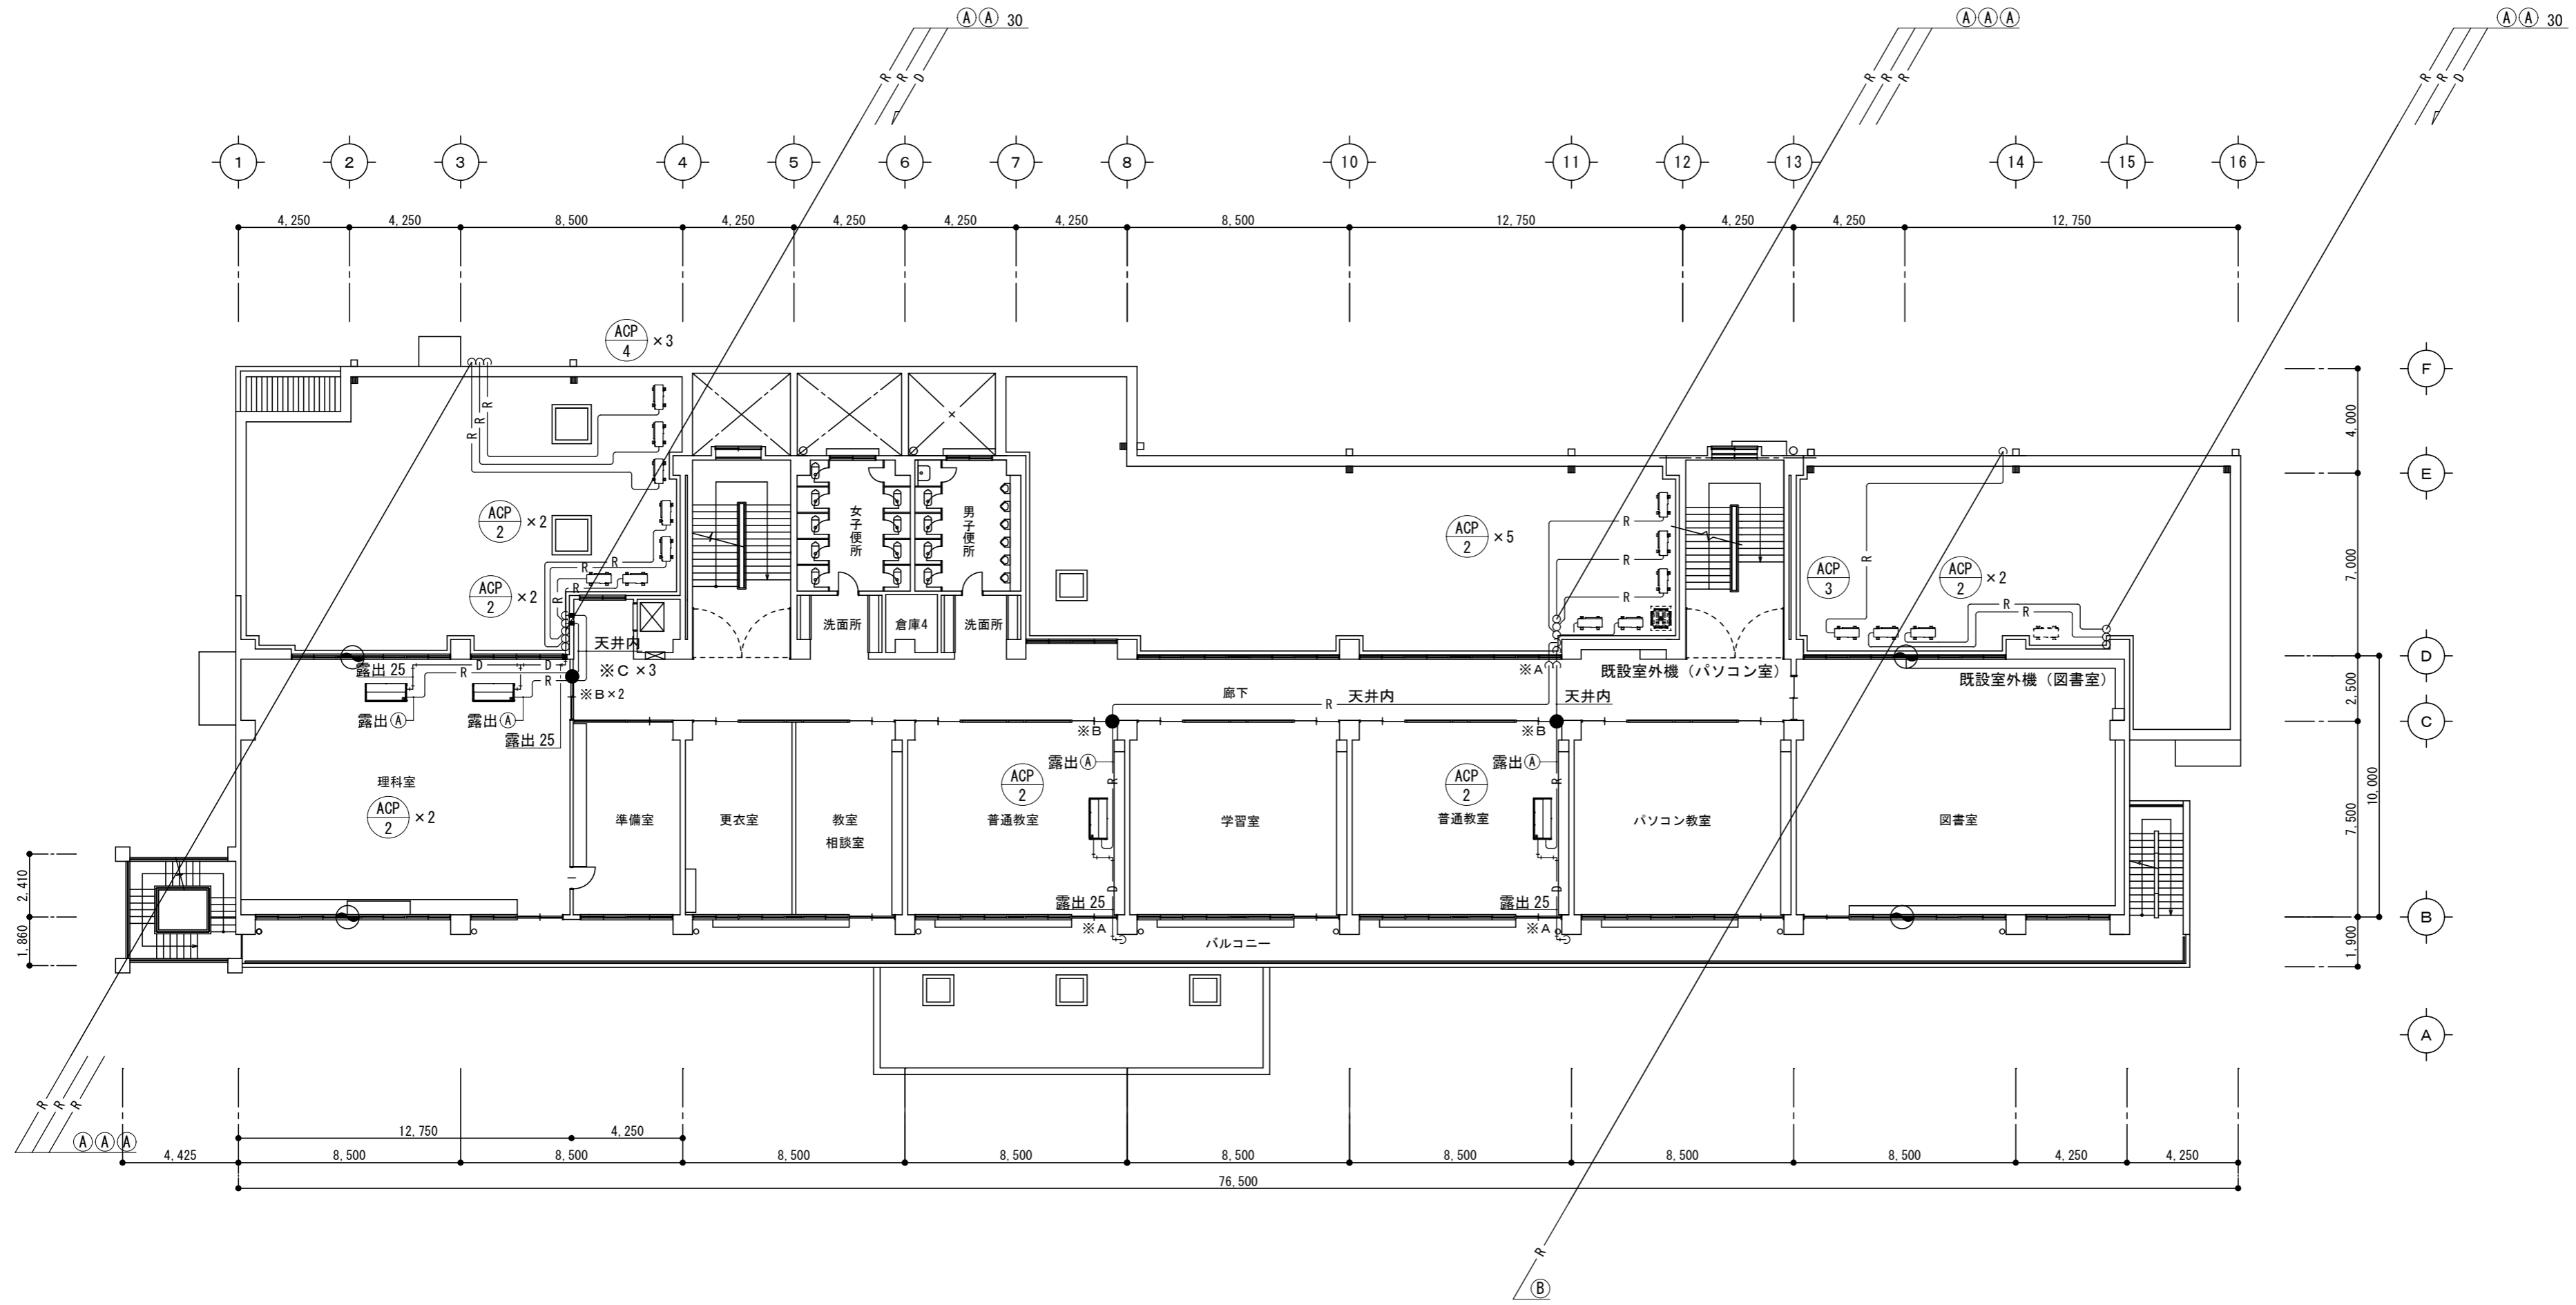 Ⓐ Ⓐ 30
Ⓐ Ⓐ Ⓐ
Ⓐ Ⓐ 30
R R D
R R R
R R D
1 2 3 4 5 6 7 8 10 11 12 13 14 15 16
4,250 4,250 8,500 4,250 4,250 4,250 4,250 8,500 12,750 4,250 4,250 12,750
ACP 4 ×3
F
4,000
R R R
E
ACP 2 ×2
女子便所
男子便所
ACP 2 ×5
R
R
R
R
7,000
R R
ACP 2 ×2
R
R
ACP 3
ACP 2 ×2
R
R
洗面所
倉庫4
洗面所
天井内
D
露出 25
D D
R
R
※C ×3
※B×2
※A
既設室外機（パソコン室）
既設室外機（図書室）
廊下
天井内
天井内
R
2,500
露出Ⓐ
露出Ⓐ
露出 25
※B
※B
C
露出Ⓐ
R
露出Ⓐ
R
理科室
ACP 2 ×2
ACP 2
ACP 2
準備室
更衣室
教室
相談室
普通教室
学習室
普通教室
パソコン教室
図書室
7,500
10,000
2,410
D
D
露出 25
露出 25
※A
※A
B
1,860
バルコニー
1,900
A
R R R
Ⓐ Ⓐ Ⓐ
12,750 4,250
4,425 8,500 8,500 8,500 8,500 8,500 8,500 8,500 8,500 4,250 4,250
76,500
R
Ⓑ